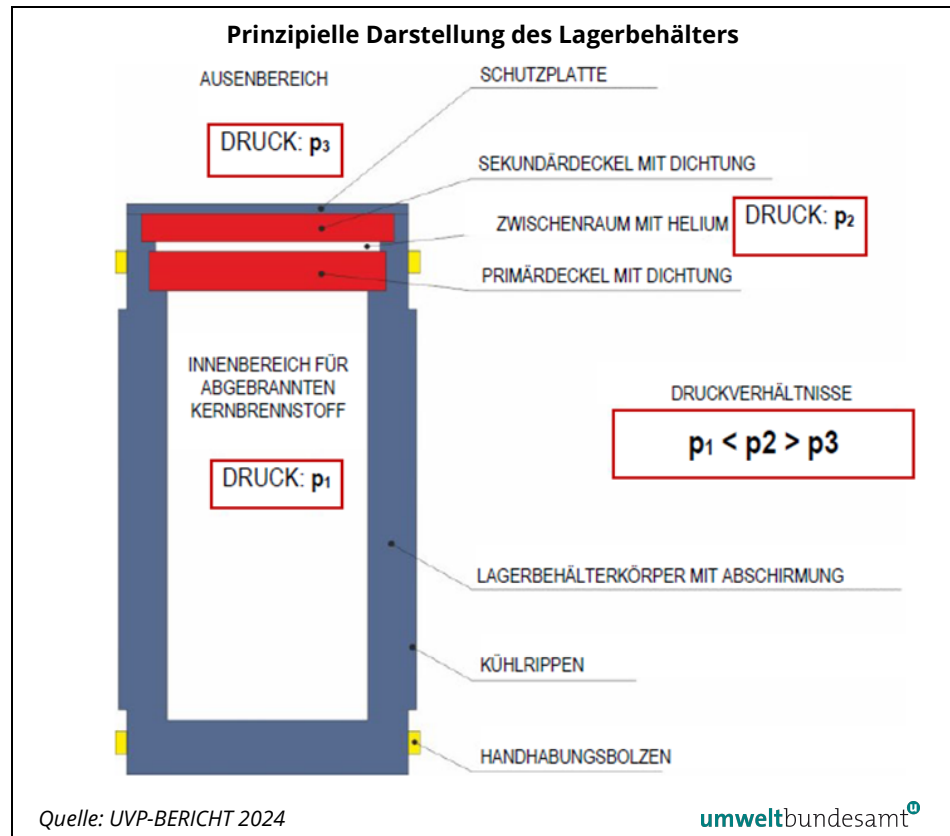 Prinzipielle Darstellung des Lagerbehälters
AUSENBEREICH
SCHUTZPLATTE
DRUCK: p₃
SEKUNDÄRDECKEL MIT DICHTUNG
ZWISCHENRAUM MIT HELIUM
DRUCK: p₂
PRIMÄRDECKEL MIT DICHTUNG
INNENBEREICH FÜR
ABGEBRANNTEN
KERNBRENNSTOFF
DRUCKVERHÄLTNISSE
p₁ < p2 > p3
DRUCK: p₁
LAGERBEHÄLTERKÖRPER MIT ABSCHIRMUNG
KÜHLRIPPEN
HANDHABUNGSBOLZEN
Quelle: UVP-BERICHT 2024
umweltbundesamt u